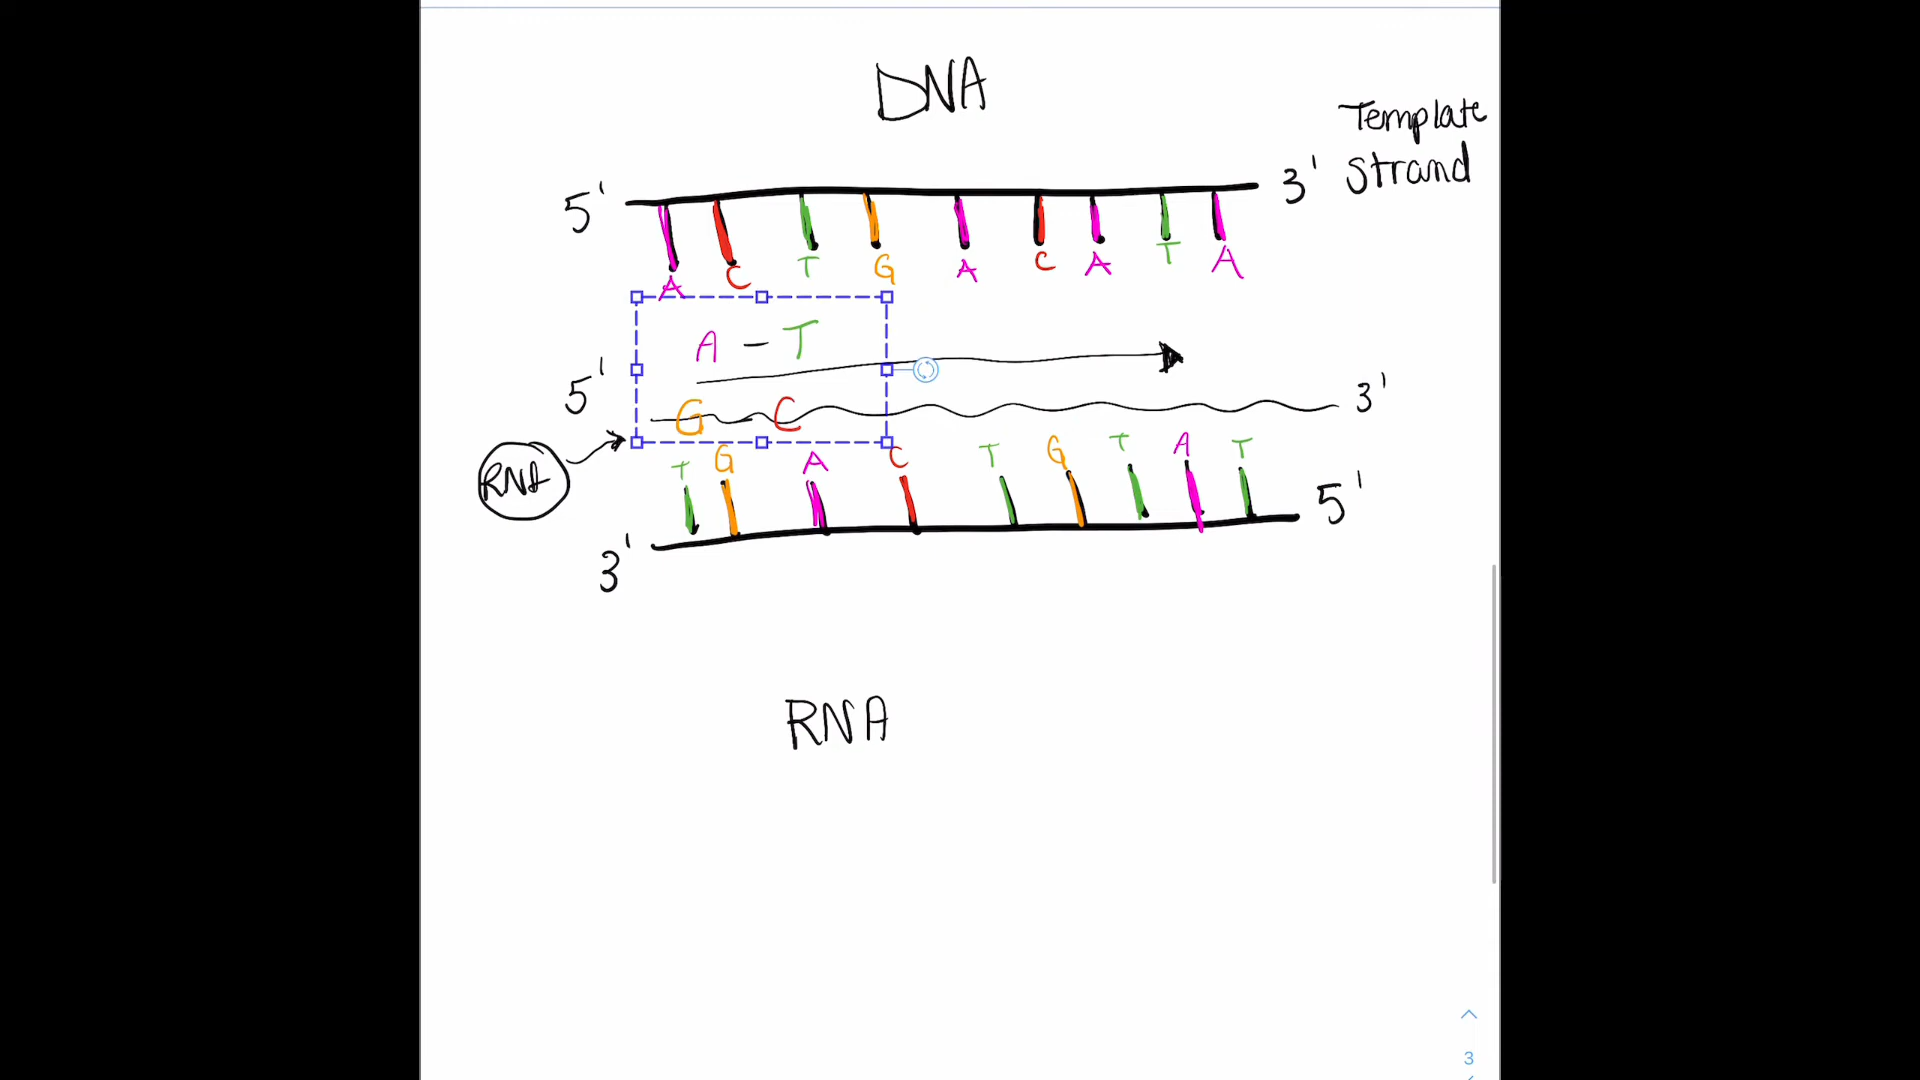 DNA
Template
5' 3' strand
A C T G A C A T A
A - T
5' 3'
G C
RNA
T G A C T G T A T
3' 5'
RNA
3